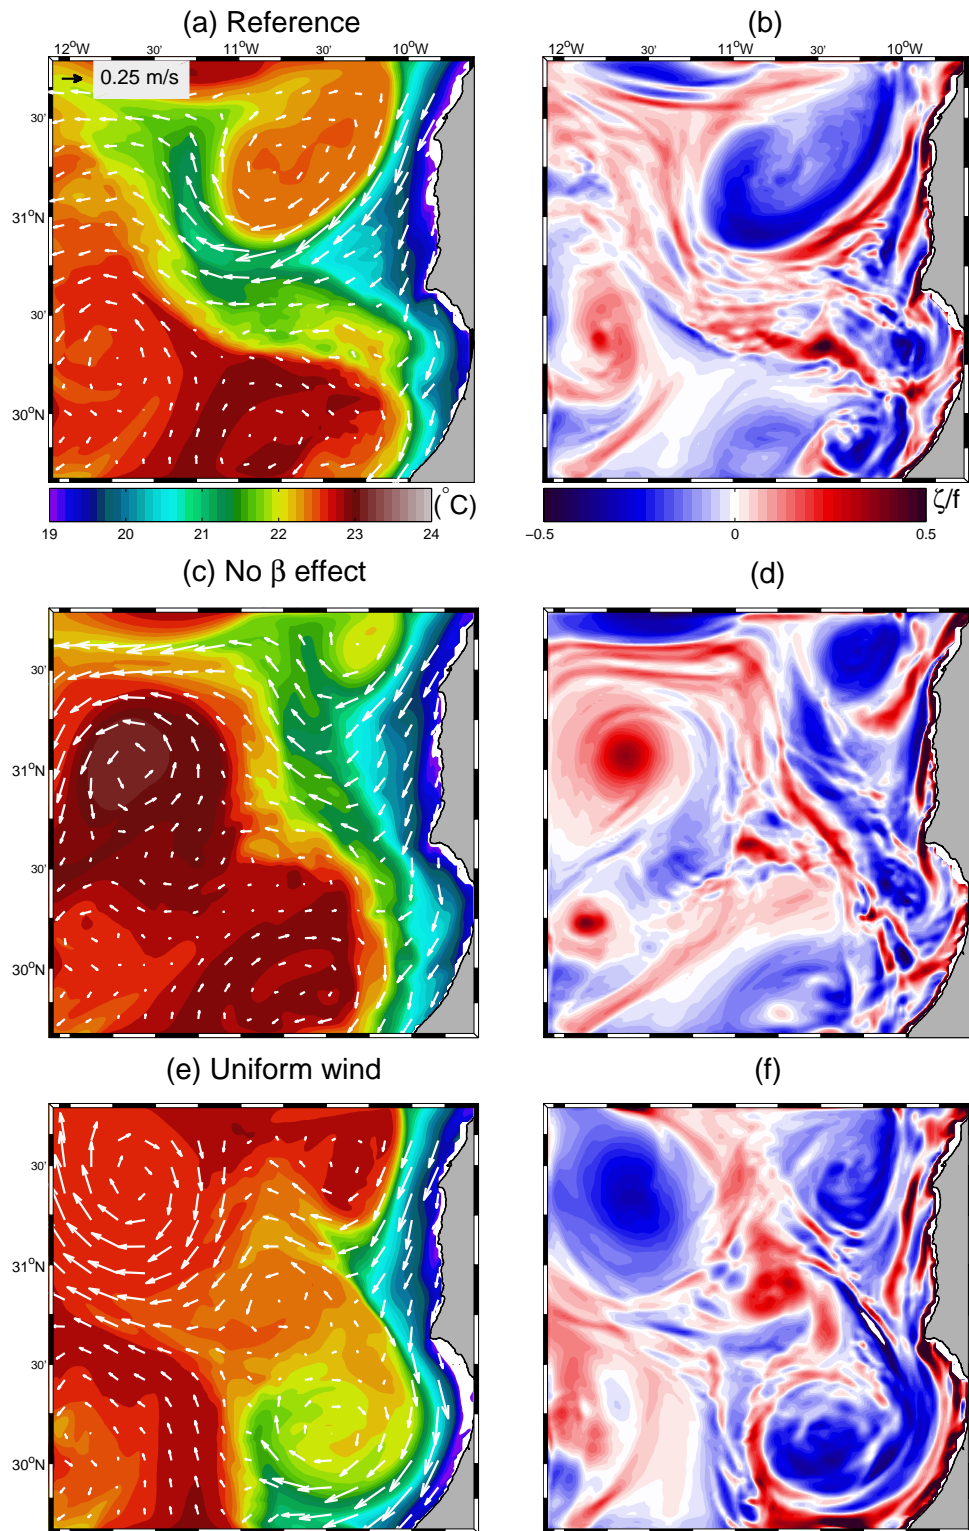 (a) Reference
(b)
12°W 30' 11°W 30' 10°W
12°W 30' 11°W 30' 10°W
0.25 m/s
30'
31°N
30'
30°N
19 20 21 22 23 24 (°C)
−0.5 0 0.5 ζ/f
(c) No β effect
(d)
30'
31°N
30'
30°N
(e) Uniform wind
(f)
30'
31°N
30'
30°N